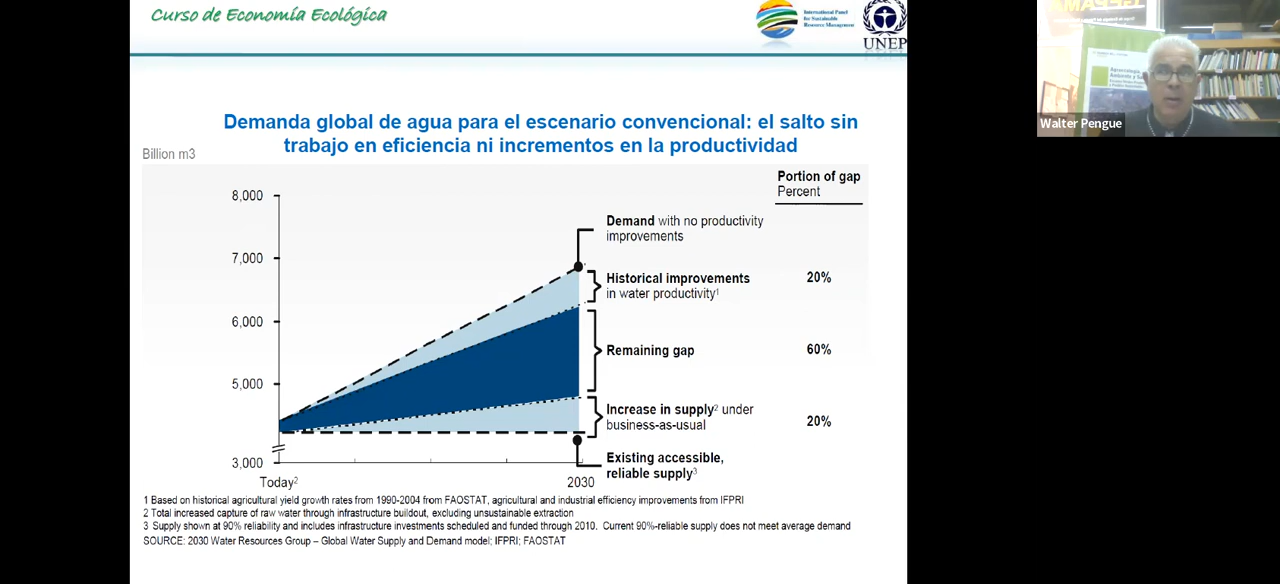 Curso de Economía Ecológica
International Panel
for Sustainable
Resource Management
UNEP
Walter Pengue
Demanda global de agua para el escenario convencional: el salto sin
trabajo en eficiencia ni incrementos en la productividad
Billion m3
Portion of gap
Percent
8,000
7,000
6,000
5,000
3,000
Today2
2030
Demand with no productivity
improvements
Historical improvements
in water productivity1
20%
Remaining gap
60%
Increase in supply2 under
business-as-usual
20%
Existing accessible,
reliable supply3
1 Based on historical agricultural yield growth rates from 1990-2004 from FAOSTAT, agricultural and industrial efficiency improvements from IFPRI
2 Total increased capture of raw water through infrastructure buildout, excluding unsustainable extraction
3 Supply shown at 90% reliability and includes infrastructure investments scheduled and funded through 2010. Current 90%-reliable supply does not meet average demand
SOURCE: 2030 Water Resources Group – Global Water Supply and Demand model; IFPRI; FAOSTAT